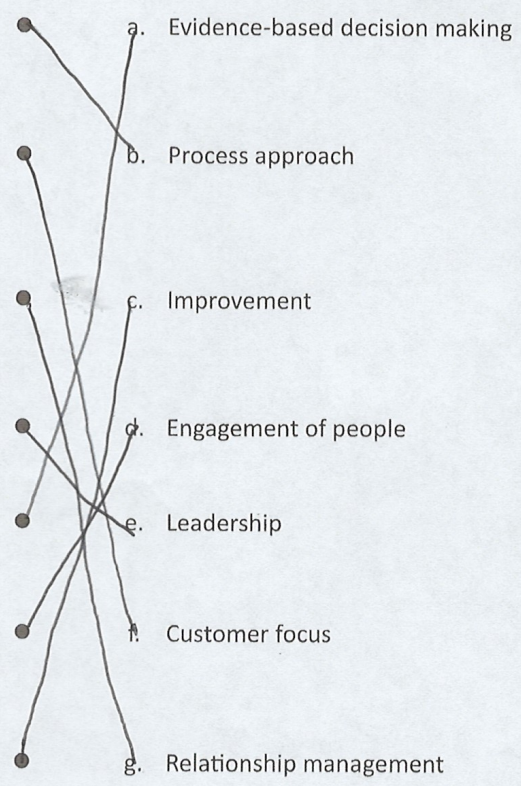 a. Evidence-based decision making
b. Process approach
c. Improvement
d. Engagement of people
e. Leadership
f. Customer focus
g. Relationship management